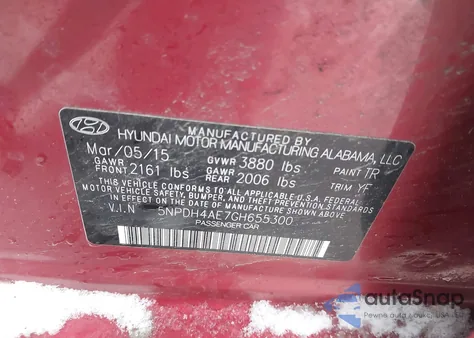 MANUFACTURED BY
HYUNDAI MOTOR MANUFACTURING ALABAMA, LLC
Mar/05/15 GVWR 3880 lbs PAINT TR
GAWR FRONT 2161 lbs GAWR REAR 2006 lbs TRIM YF
THIS VEHICLE CONFORMS TO ALL APPLICABLE U.S.A. FEDERAL
MOTOR VEHICLE SAFETY, BUMPER, AND THEFT PREVENTION
STANDARDS IN EFFECT ON THE DATE OF MANUFACTURE SHOWN ABOVE.
V.I.N 5NPDH4AE7GH655300
PASSENGER CAR
autoSnap